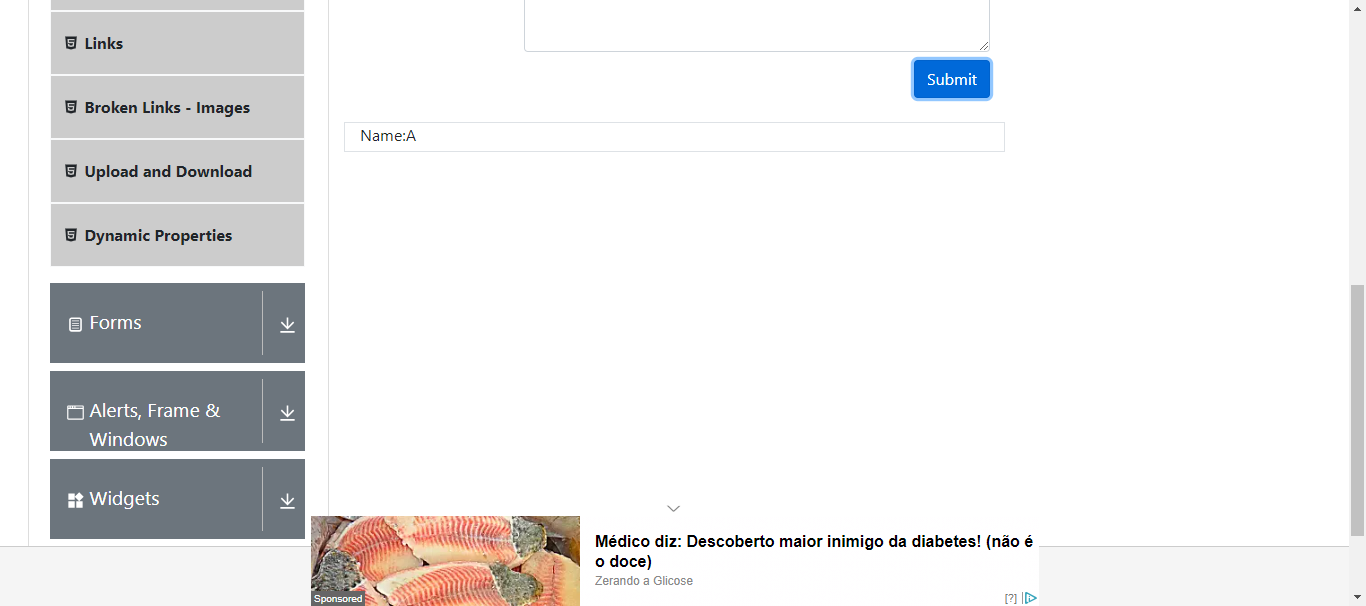 Links
Broken Links - Images
Upload and Download
Dynamic Properties
Forms
Alerts, Frame &
Windows
Widgets
Submit
Name:A
Médico diz: Descoberto maior inimigo da diabetes! (não é
o doce)
Zerando a Glicose
Sponsored
[?]